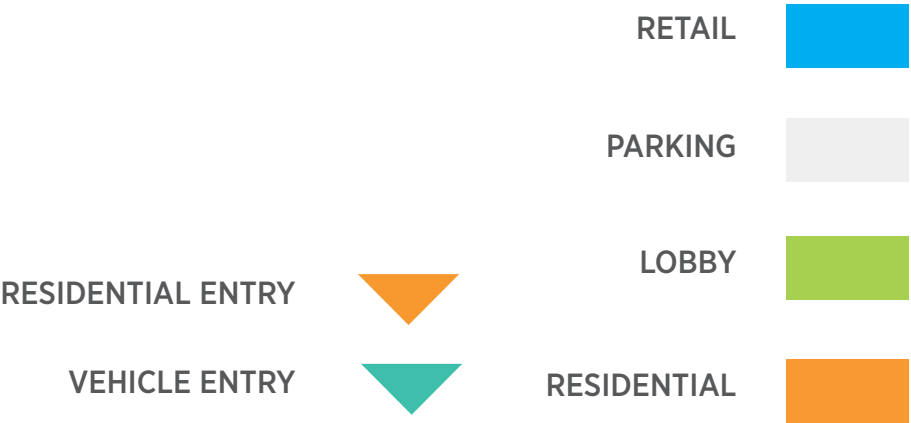 RETAIL
PARKING
LOBBY
RESIDENTIAL ENTRY
VEHICLE ENTRY
RESIDENTIAL